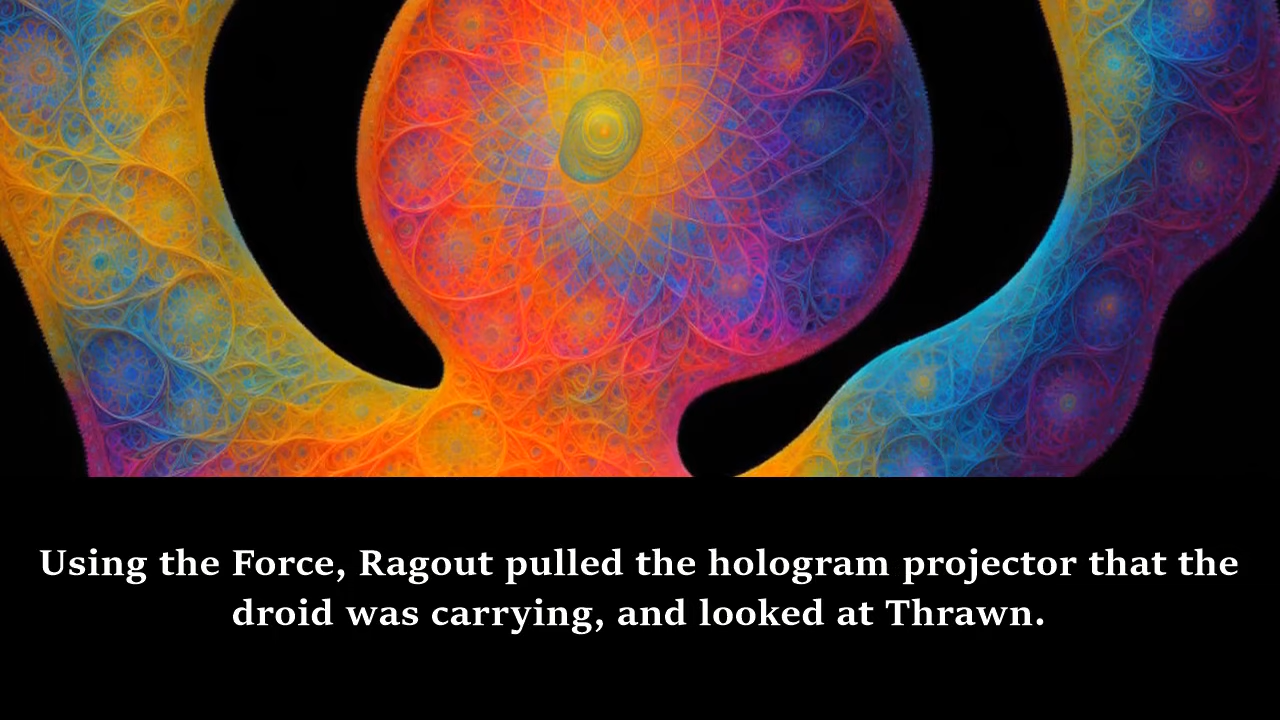 Using the Force, Ragout pulled the hologram projector that the
droid was carrying, and looked at Thrawn.